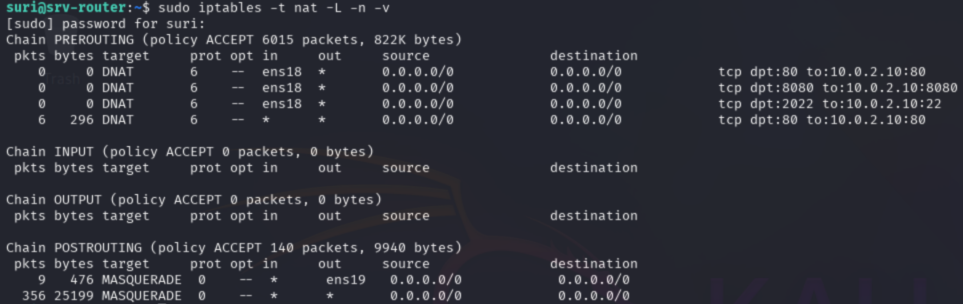 suri@srv-router:~$ sudo iptables -t nat -L -n -v
[sudo] password for suri:
Chain PREROUTING (policy ACCEPT 6015 packets, 822K bytes)
 pkts bytes target     prot opt in     out     source               destination
    0     0 DNAT       6    --  ens18  *       0.0.0.0/0            0.0.0.0/0            tcp dpt:80 to:10.0.2.10:80
    0     0 DNAT       6    --  ens18  *       0.0.0.0/0            0.0.0.0/0            tcp dpt:8080 to:10.0.2.10:8080
    0     0 DNAT       6    --  ens18  *       0.0.0.0/0            0.0.0.0/0            tcp dpt:2022 to:10.0.2.10:22
    6   296 DNAT       6    --  *      *       0.0.0.0/0            0.0.0.0/0            tcp dpt:80 to:10.0.2.10:80

Chain INPUT (policy ACCEPT 0 packets, 0 bytes)
 pkts bytes target     prot opt in     out     source               destination

Chain OUTPUT (policy ACCEPT 0 packets, 0 bytes)
 pkts bytes target     prot opt in     out     source               destination

Chain POSTROUTING (policy ACCEPT 140 packets, 9940 bytes)
 pkts bytes target     prot opt in     out     source               destination
    9   476 MASQUERADE  0    --  *      ens19   0.0.0.0/0            0.0.0.0/0
  356 25199 MASQUERADE  0    --  *      *       0.0.0.0/0            0.0.0.0/0